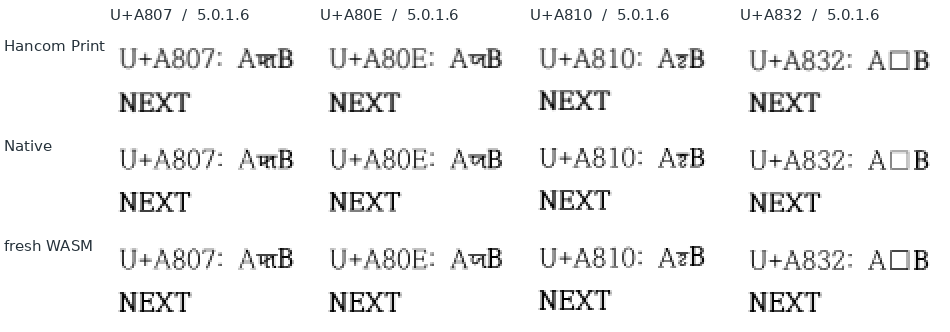 U+A807 / 5.0.1.6 U+A80E / 5.0.1.6 U+A810 / 5.0.1.6 U+A832 / 5.0.1.6
Hancom Print
U+A807: AꠇB U+A80E: AꠎB U+A810: AꠐB U+A832: A□B
NEXT NEXT NEXT NEXT
Native
U+A807: AꠇB U+A80E: AꠎB U+A810: AꠐB U+A832: A□B
NEXT NEXT NEXT NEXT
fresh WASM
U+A807: AꠇB U+A80E: AꠎB U+A810: AꠐB U+A832: A□B
NEXT NEXT NEXT NEXT